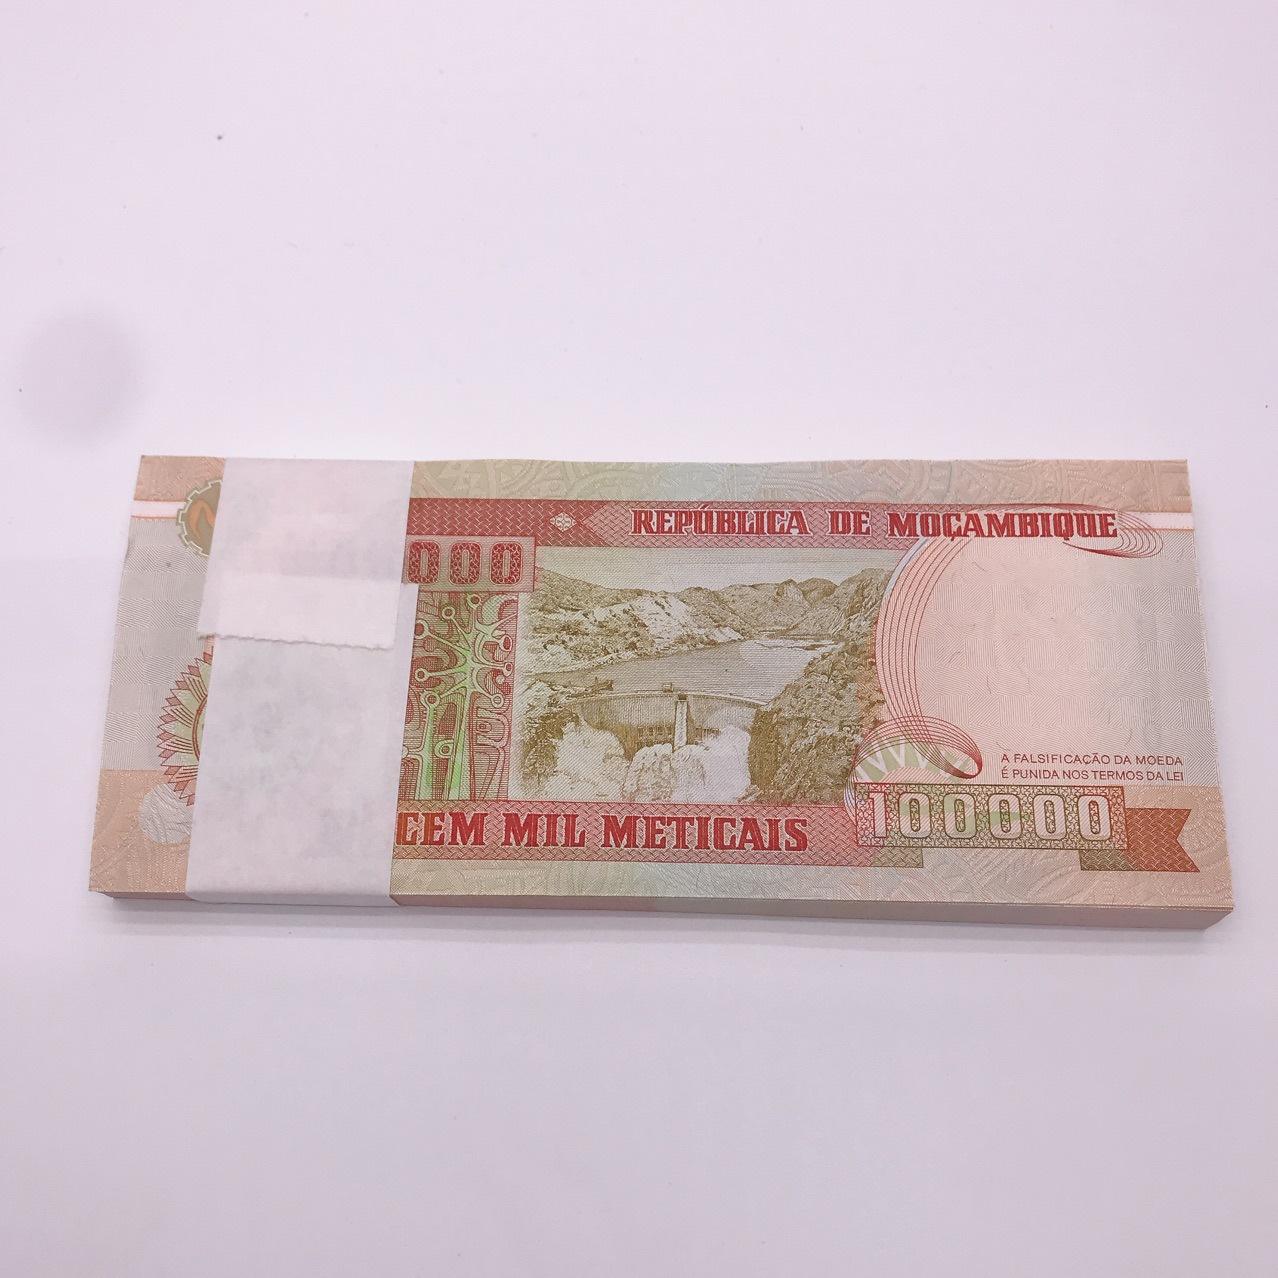 REPÚBLICA DE MOÇAMBIQUE
000
A FALSIFICAÇÃO DA MOEDA
É PUNIDA NOS TERMOS DA LEI
100000
CEM MIL METICAIS